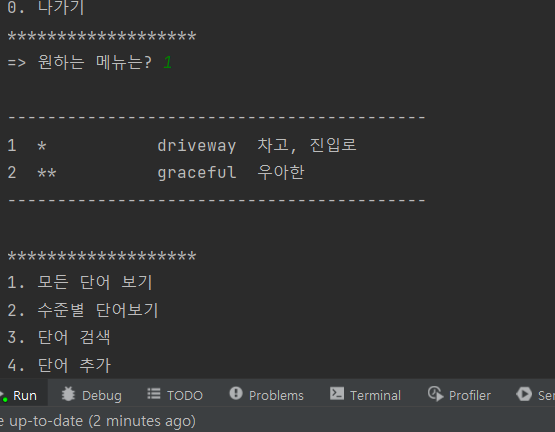 0. 나가기
*******************
=> 원하는 메뉴는? 1
------------------------------------------
1 * driveway 차고, 진입로
2 ** graceful 우아한
------------------------------------------
*******************
1. 모든 단어 보기
2. 수준별 단어보기
3. 단어 검색
4. 단어 추가
Run Debug TODO Problems Terminal Profiler
up-to-date (2 minutes ago)